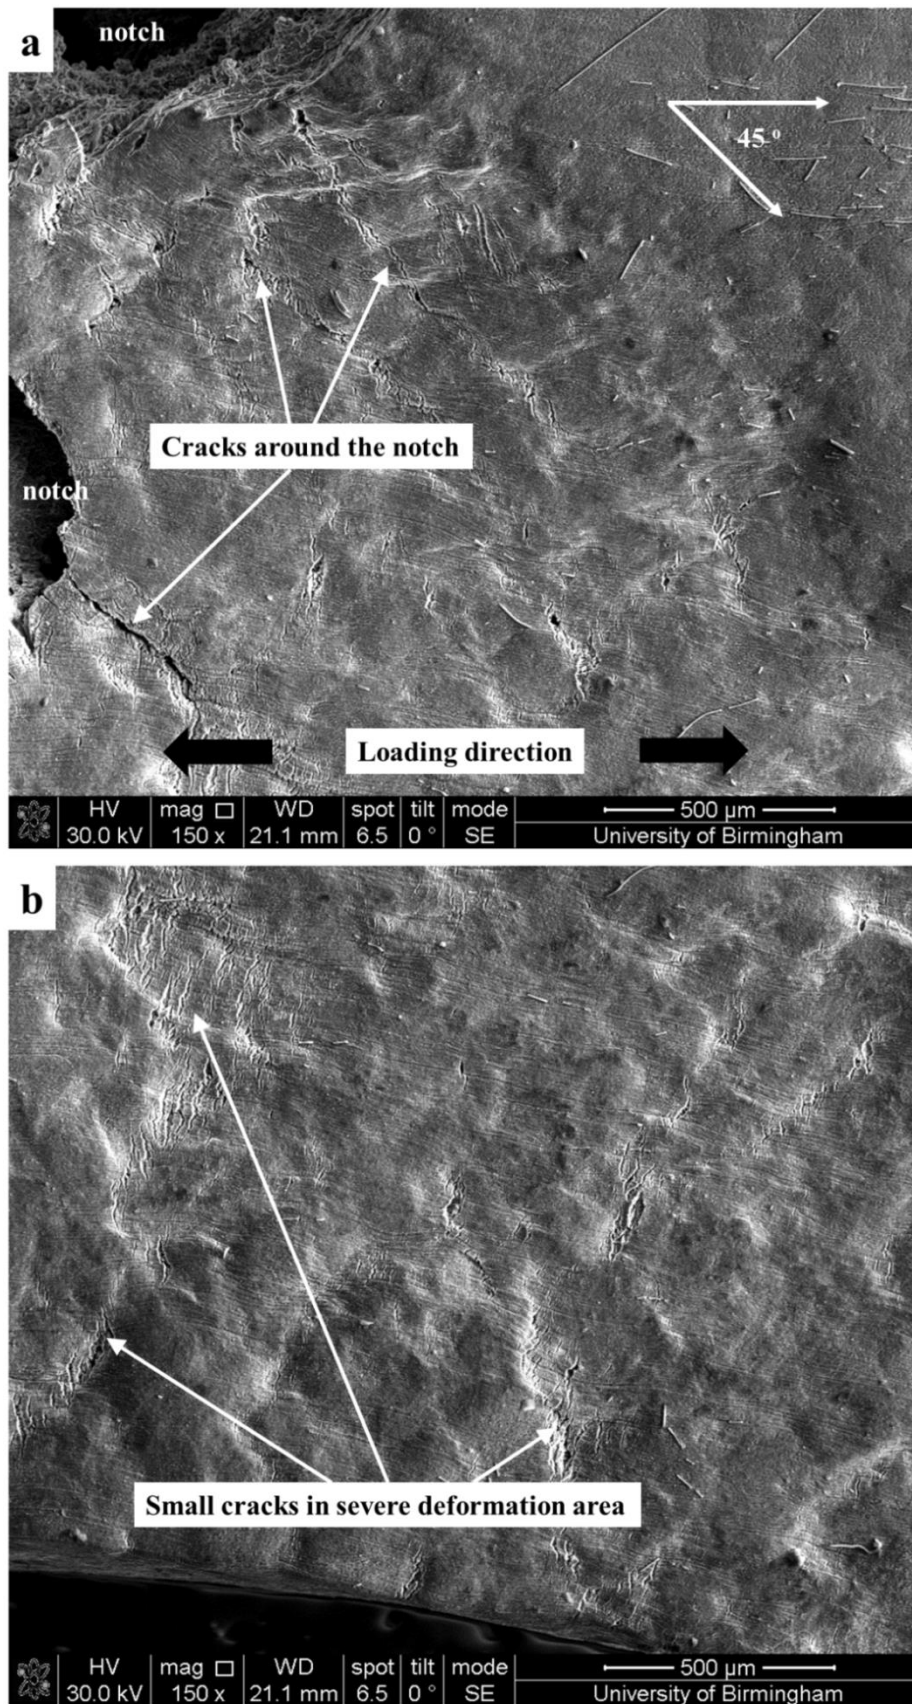 a
notch
45 °
Cracks around the notch
notch
Loading direction
HV mag WD spot tilt mode 500 µm
30.0 kV 150 x 21.1 mm 6.5 0 ° SE University of Birmingham
b
Small cracks in severe deformation area
HV mag WD spot tilt mode 500 µm
30.0 kV 150 x 21.1 mm 6.5 0 ° SE University of Birmingham